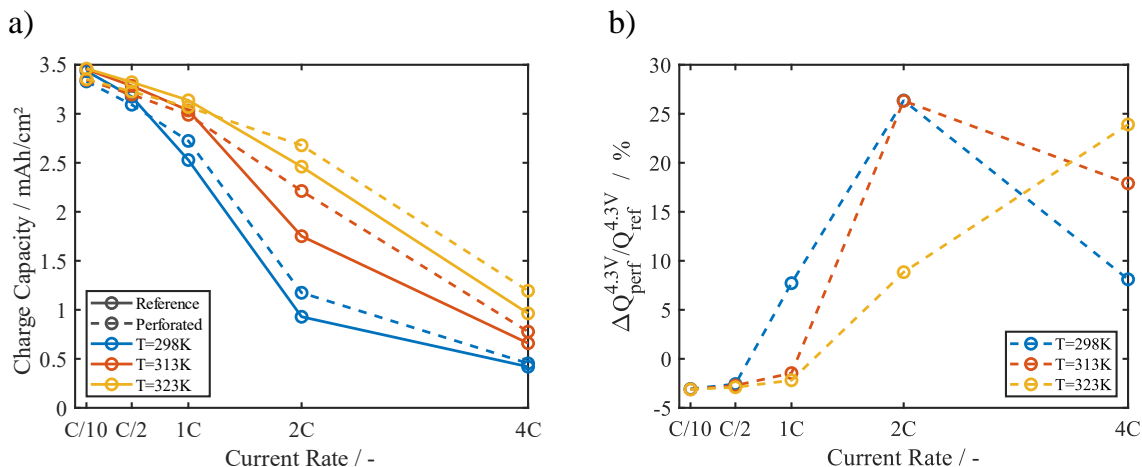 a)
3.5
3
2.5
2
1.5
1
0.5
0
Charge Capacity / mAh/cm²
Reference
Perforated
T=298K
T=313K
T=323K
C/10 C/2 1C 2C 4C
Current Rate / -
b)
30
25
20
15
10
5
0
-5
ΔQ^{4.3V}_{perf}/Q^{4.3V}_{ref} / %
T=298K
T=313K
T=323K
C/10 C/2 1C 2C 4C
Current Rate / -